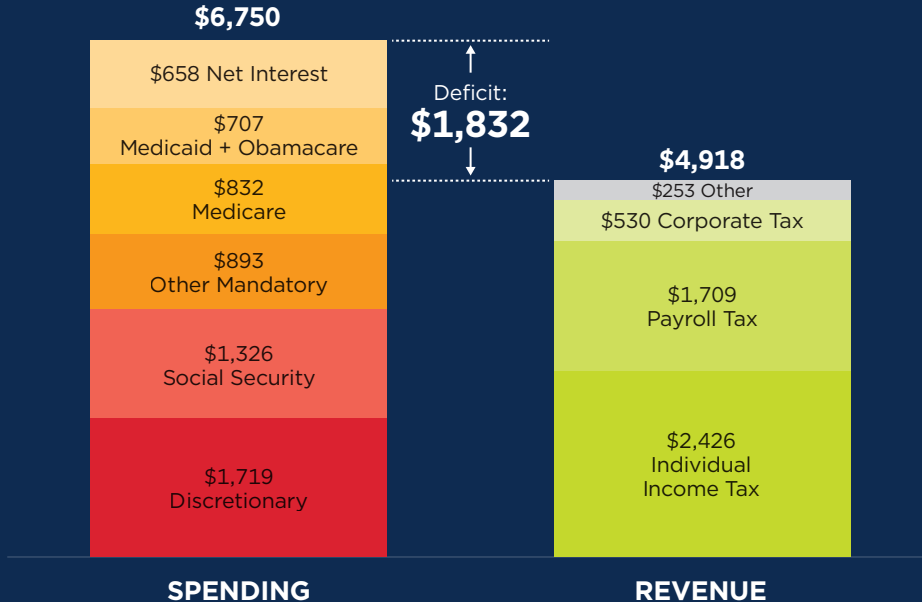 $6,750
$658 Net Interest
$707
Medicaid + Obamacare
$832
Medicare
$893
Other Mandatory
$1,326
Social Security
$1,719
Discretionary
SPENDING
Deficit:
$1,832
$4,918
$253 Other
$530 Corporate Tax
$1,709
Payroll Tax
$2,426
Individual
Income Tax
REVENUE